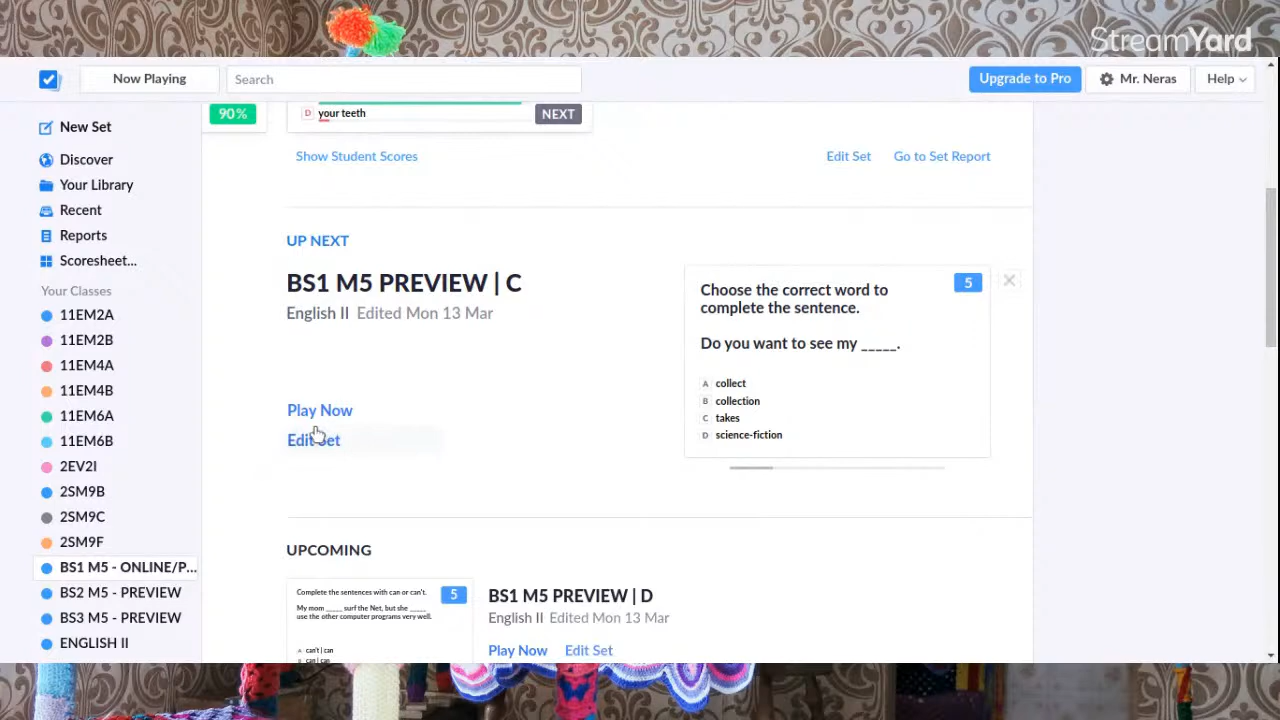 StreamYard
Now Playing
Search
Upgrade to Pro
Mr. Neras
Help
New Set
Discover
Your Library
Recent
Reports
Scoresheet...
Your Classes
11EM2A
11EM2B
11EM4A
11EM4B
11EM6A
11EM6B
2EV2I
2SM9B
2SM9C
2SM9F
BS1 M5 - ONLINE/P...
BS2 M5 - PREVIEW
BS3 M5 - PREVIEW
ENGLISH II
90%
D your teeth
NEXT
Show Student Scores
Edit Set
Go to Set Report
UP NEXT
BS1 M5 PREVIEW | C
English II Edited Mon 13 Mar
Play Now
Edit Set
5
Choose the correct word to
complete the sentence.
Do you want to see my _____.
A collect
B collection
C takes
D science-fiction
UPCOMING
Complete the sentences with can or can't.
5
My mom _____ surf the Net, but she _____
use the other computer programs very well.
A can't | can
B can | can
BS1 M5 PREVIEW | D
English II Edited Mon 13 Mar
Play Now
Edit Set